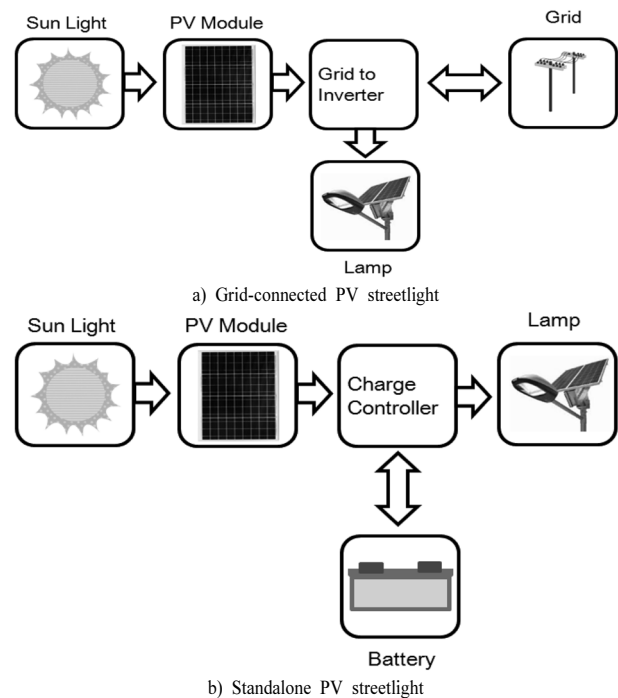 Sun Light
PV Module
Grid
Grid to
Inverter
Lamp
a) Grid-connected PV streetlight
Sun Light
PV Module
Lamp
Charge
Controller
Battery
b) Standalone PV streetlight